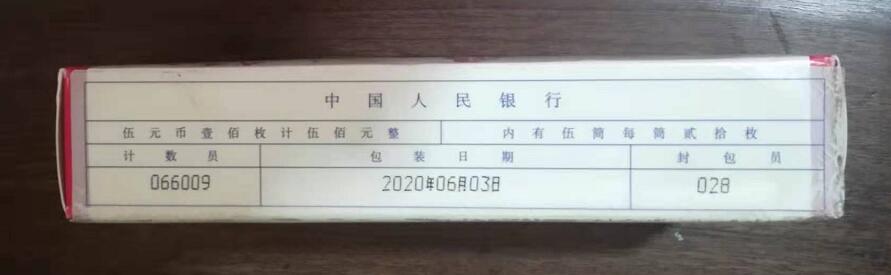 中国人民银行
伍元币壹佰枚 计伍佰元整 内有伍筒每筒贰拾枚
计数员 包装日期 封包员
066009 2020年06月03日 028